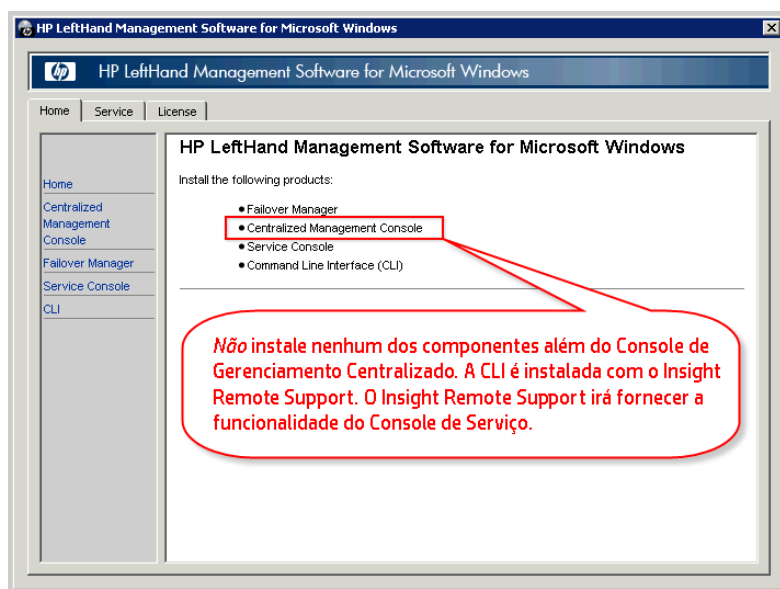 HP LeftHand Management Software for Microsoft Windows
hp HP LeftHand Management Software for Microsoft Windows
Home Service License
Home
Centralized
Management
Console
Failover Manager
Service Console
CLI
HP LeftHand Management Software for Microsoft Windows
Install the following products:
• Failover Manager
• Centralized Management Console
• Service Console
• Command Line Interface (CLI)
Não instale nenhum dos componentes além do Console de
Gerenciamento Centralizado. A CLI é instalada com o Insight
Remote Support. O Insight Remote Support irá fornecer a
funcionalidade do Console de Serviço.